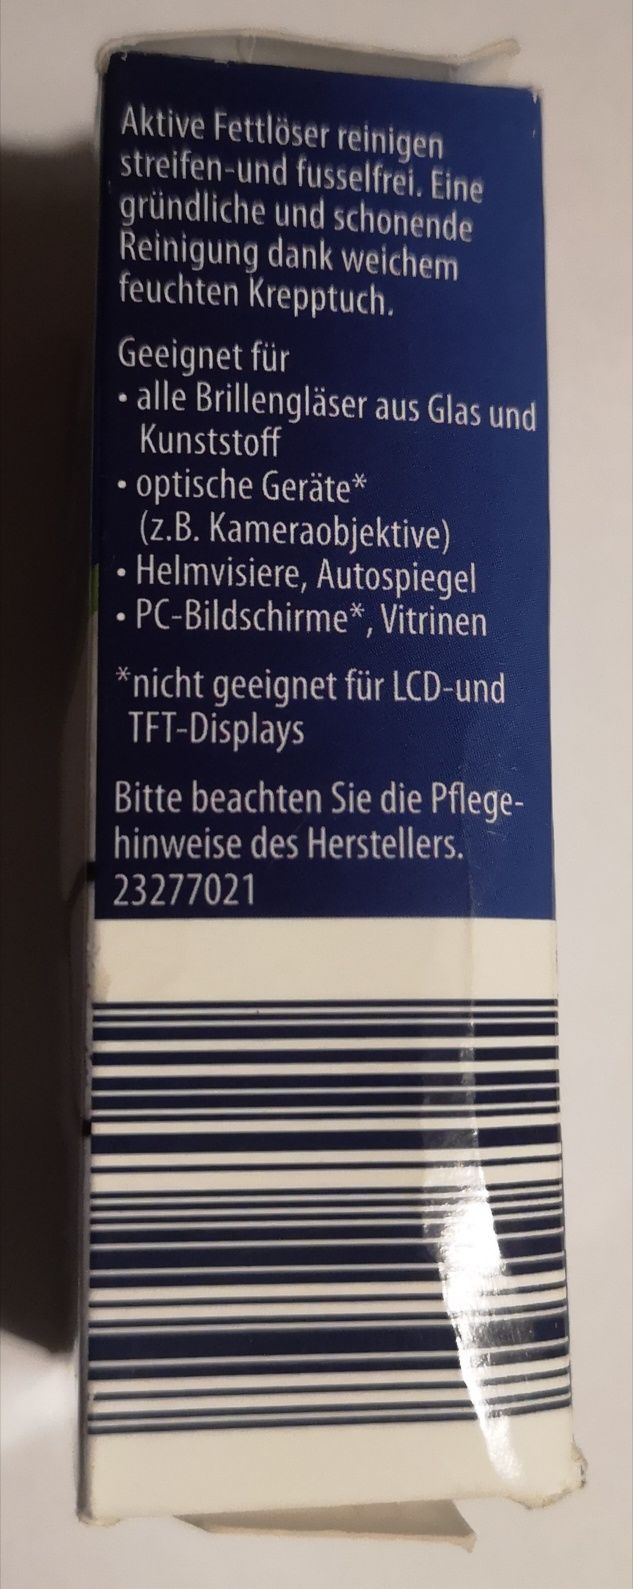 Aktive Fettlöser reinigen
streifen-und fusselfrei. Eine
gründliche und schonende
Reinigung dank weichem
feuchten Krepptuch.
Geeignet für
• alle Brillengläser aus Glas und
Kunststoff
• optische Geräte*
(z.B. Kameraobjektive)
• Helmvisiere, Autospiegel
• PC-Bildschirme*, Vitrinen
*nicht geeignet für LCD-und
TFT-Displays
Bitte beachten Sie die Pflege-
hinweise des Herstellers.
23277021